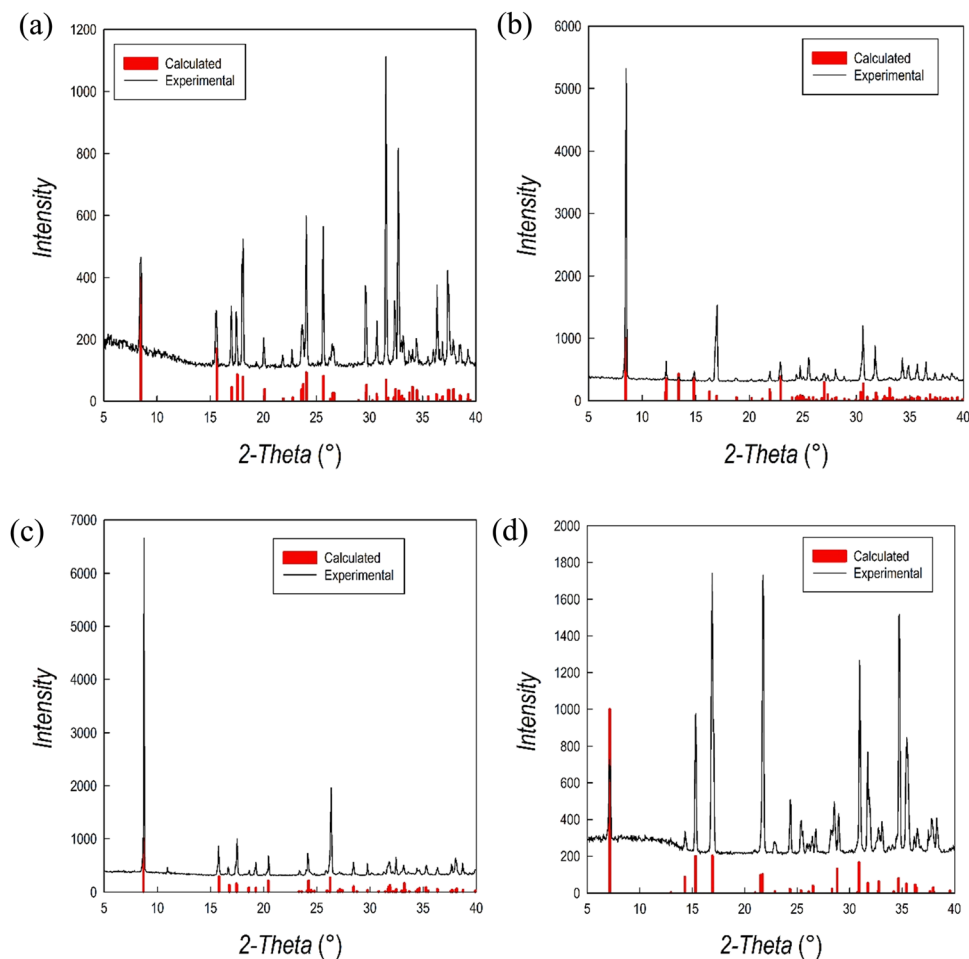 (a)
1200
1000
800
600
400
200
0
Intensity
Calculated
Experimental
5 10 15 20 25 30 35 40
2-Theta (°)
(b)
6000
5000
4000
3000
2000
1000
0
Intensity
Calculated
Experimental
5 10 15 20 25 30 35 40
2-Theta (°)
(c)
7000
6000
5000
4000
3000
2000
1000
0
Intensity
Calculated
Experimental
5 10 15 20 25 30 35 40
2-Theta (°)
(d)
2000
1800
1600
1400
1200
1000
800
600
400
200
0
Intensity
Calculated
Experimental
5 10 15 20 25 30 35 40
2-Theta (°)